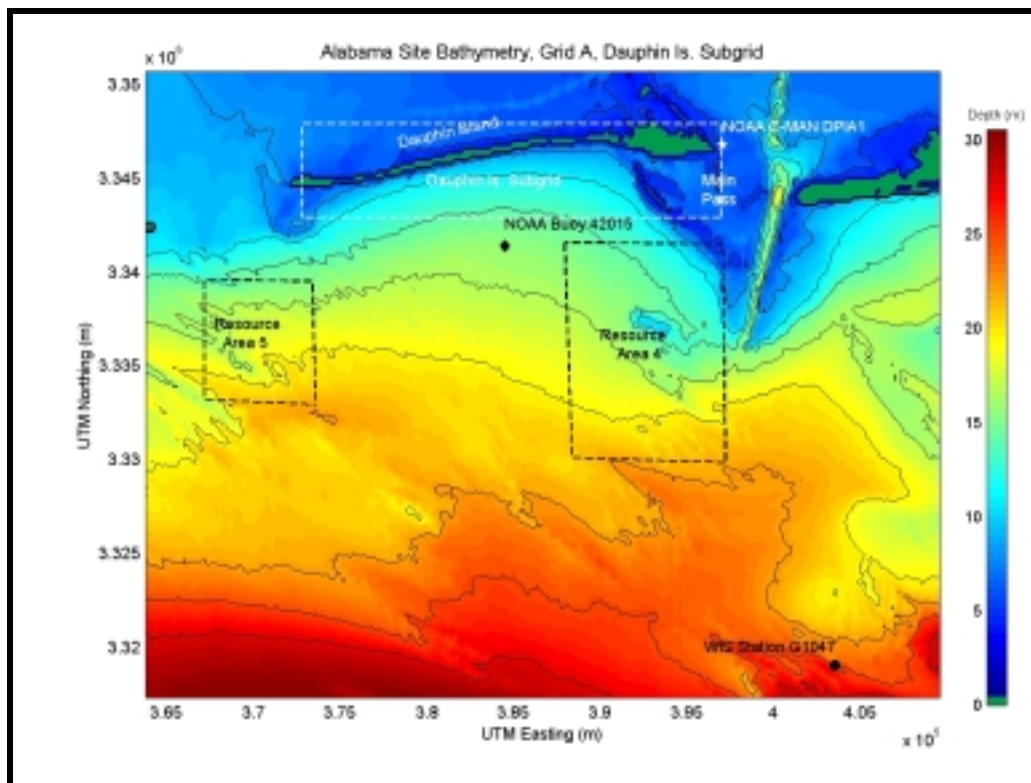 Alabama Site Bathymetry, Grid A, Dauphin Is. Subgrid
x 10⁶
3.35
3.345
3.34
3.335
3.33
3.325
3.32
UTM Northing (m)
Dauphin Island
NOAA C-MAN DPIA1
Dauphin Is. Subgrid
Main
Pass
NOAA Buoy 42015
Resource
Area 5
Resource
Area 4
WIS Station G1047
3.65
3.7
3.75
3.8
3.85
3.9
3.95
4
4.05
UTM Easting (m)
x 10⁵
Depth (m)
30
25
20
15
10
5
0